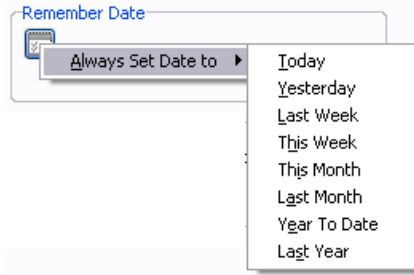 Remember Date
Always Set Date to
Today
Yesterday
Last Week
This Week
This Month
Last Month
Year To Date
Last Year